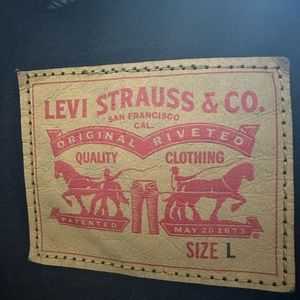 LEVI STRAUSS & CO.
SAN FRANCISCO
CAL.
ORIGINAL RIVETED
QUALITY CLOTHING
PATENTED MAY 20 1873
SIZE L